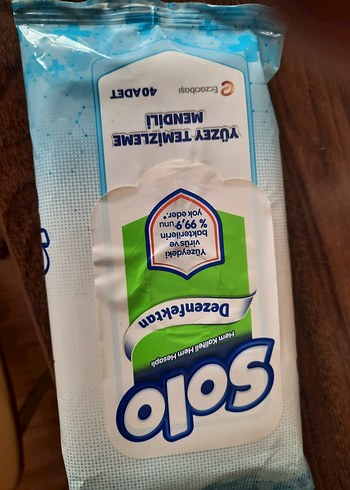 Solo
Hem Kaliteli Hem Hesaplı
Dezenfektan
Yüzeydeki
virüs ve
bakterilerin
% 99,9 unu
yok eder.*
YÜZEY TEMİZLEME
MENDİLİ
40 ADET
Eczacıbaşı